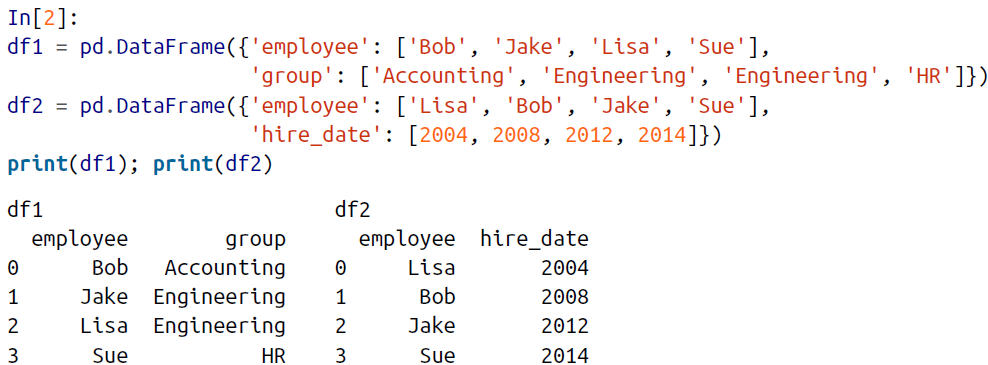 In[2]:
df1 = pd.DataFrame({'employee': ['Bob', 'Jake', 'Lisa', 'Sue'],
                    'group': ['Accounting', 'Engineering', 'Engineering', 'HR']})
df2 = pd.DataFrame({'employee': ['Lisa', 'Bob', 'Jake', 'Sue'],
                    'hire_date': [2004, 2008, 2012, 2014]})
print(df1); print(df2)
df1                        df2
  employee        group      employee  hire_date
0      Bob   Accounting    0     Lisa       2004
1     Jake  Engineering    1      Bob       2008
2     Lisa  Engineering    2     Jake       2012
3      Sue           HR    3      Sue       2014